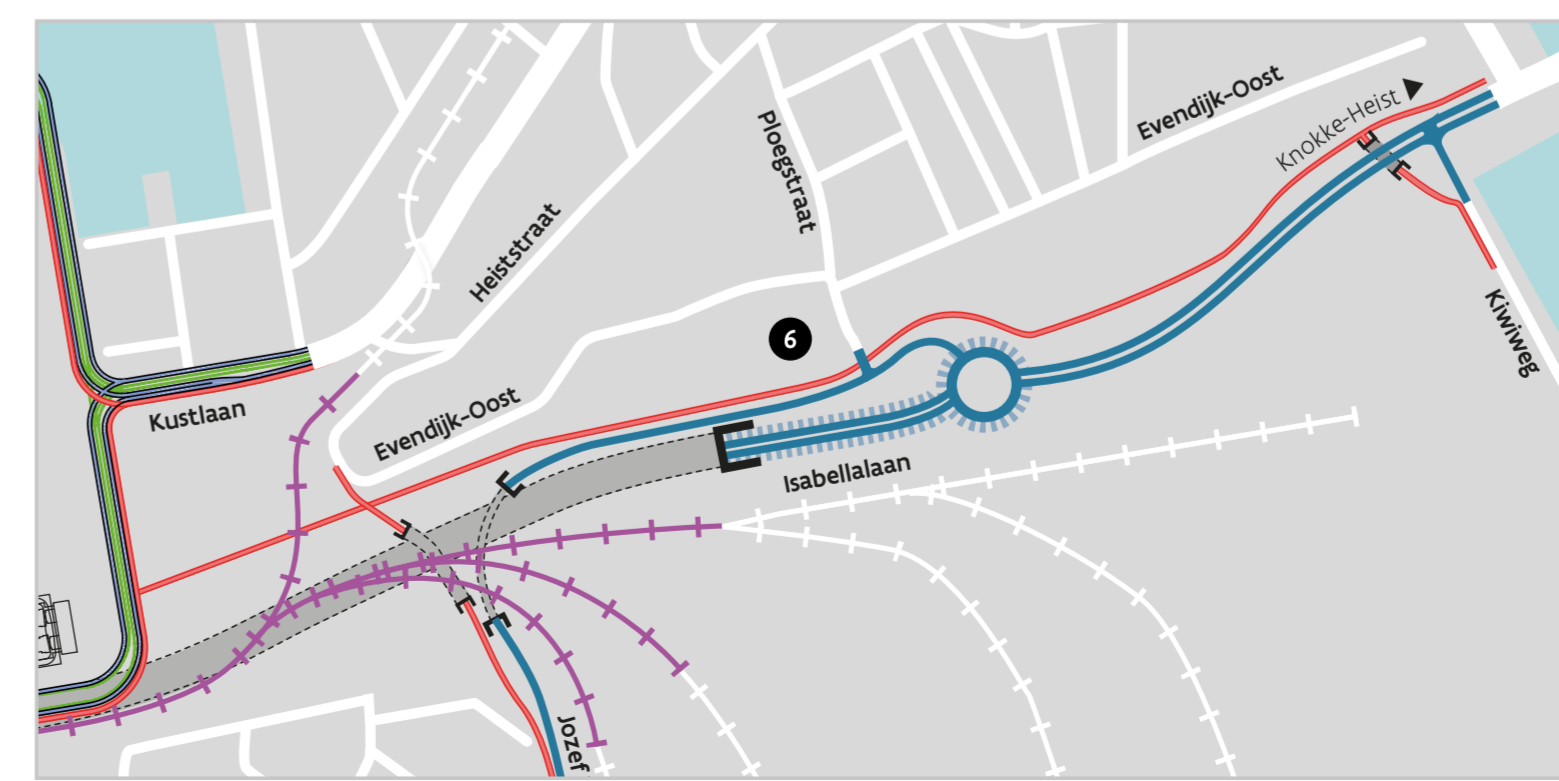 Evendijk-Oost
Knokke-Heist
Ploegstraat
Heiststraat
6
Kiwiweg
Kustlaan
Evendijk-Oost
Isabellalaan
Jozef